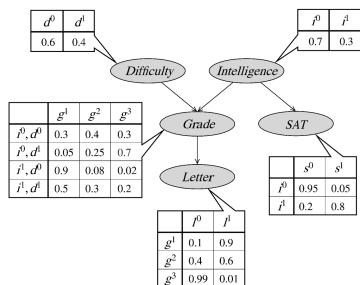 d⁰ d¹
0.6 0.4
i⁰ i¹
0.7 0.3
Difficulty
Intelligence
g¹ g² g³
i⁰, d⁰ 0.3 0.4 0.3
i⁰, d¹ 0.05 0.25 0.7
i¹, d⁰ 0.9 0.08 0.02
i¹, d¹ 0.5 0.3 0.2
Grade
SAT
Letter
s⁰ s¹
i⁰ 0.95 0.05
i¹ 0.2 0.8
l⁰ l¹
g¹ 0.1 0.9
g² 0.4 0.6
g³ 0.99 0.01